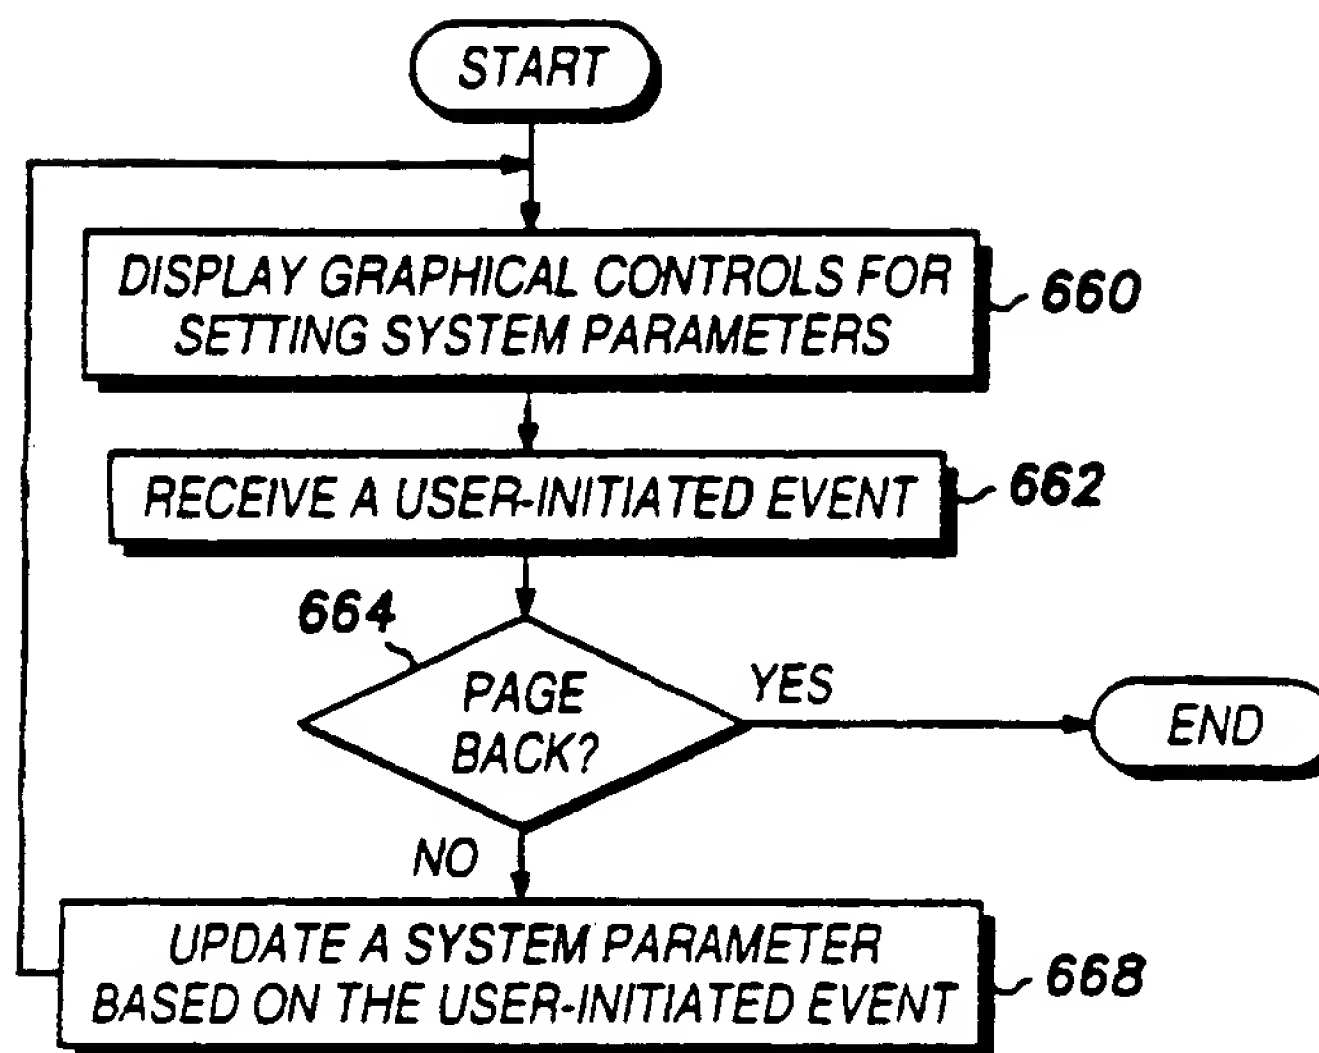 START
DISPLAY GRAPHICAL CONTROLS FOR
SETTING SYSTEM PARAMETERS
660
RECEIVE A USER-INITIATED EVENT
662
664
PAGE
BACK?
YES
END
NO
UPDATE A SYSTEM PARAMETER
BASED ON THE USER-INITIATED EVENT
668